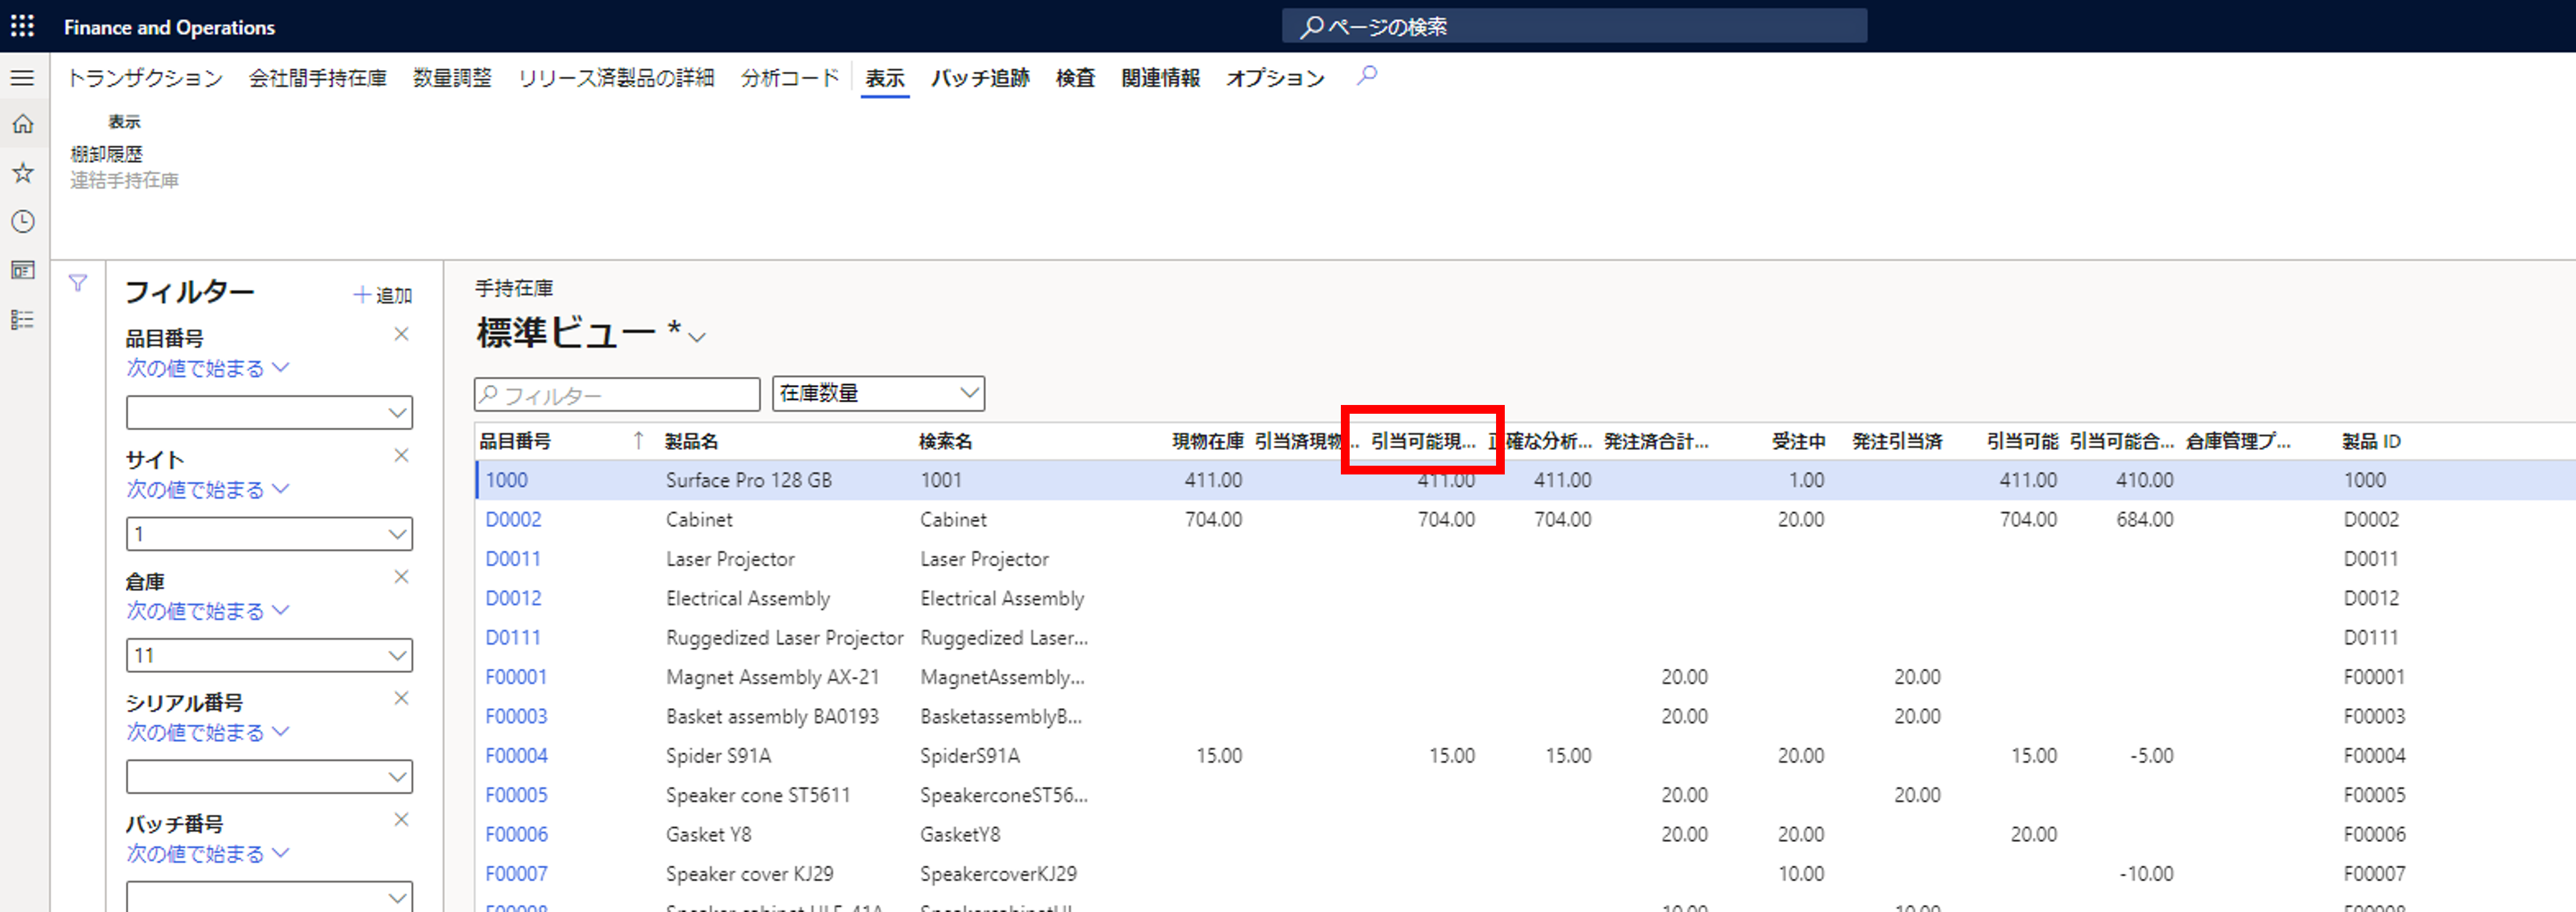 Finance and Operations
ページの検索
トランザクション 会社間手持在庫 数量調整 リリース済製品の詳細 分析コード 表示 バッチ追跡 検査 関連情報 オプション
表示
棚卸履歴
連結手持在庫
フィルター
追加
品目番号
次の値で始まる
サイト
次の値で始まる
1
倉庫
次の値で始まる
11
シリアル番号
次の値で始まる
バッチ番号
次の値で始まる
手持在庫
標準ビュー *
フィルター 在庫数量
品目番号 ↑ 製品名 検索名 現物在庫 引当済現物... 引当可能現... 正確な分析... 発注済合計... 受注中 発注引当済 引当可能 引当可能合... 倉庫管理プ... 製品 ID
1000 Surface Pro 128 GB 1001 411.00 411.00 411.00 1.00 411.00 410.00 1000
D0002 Cabinet Cabinet 704.00 704.00 704.00 20.00 704.00 684.00 D0002
D0011 Laser Projector Laser Projector D0011
D0012 Electrical Assembly Electrical Assembly D0012
D0111 Ruggedized Laser Projector Ruggedized Laser... D0111
F00001 Magnet Assembly AX-21 MagnetAssembly... 20.00 20.00 F00001
F00003 Basket assembly BA0193 BasketassemblyB... 20.00 20.00 F00003
F00004 Spider S91A SpiderS91A 15.00 15.00 15.00 20.00 15.00 -5.00 F00004
F00005 Speaker cone ST5611 SpeakerconeST56... 20.00 20.00 F00005
F00006 Gasket Y8 GasketY8 20.00 20.00 20.00 F00006
F00007 Speaker cover KJ29 SpeakercoverKJ29 10.00 -10.00 F00007